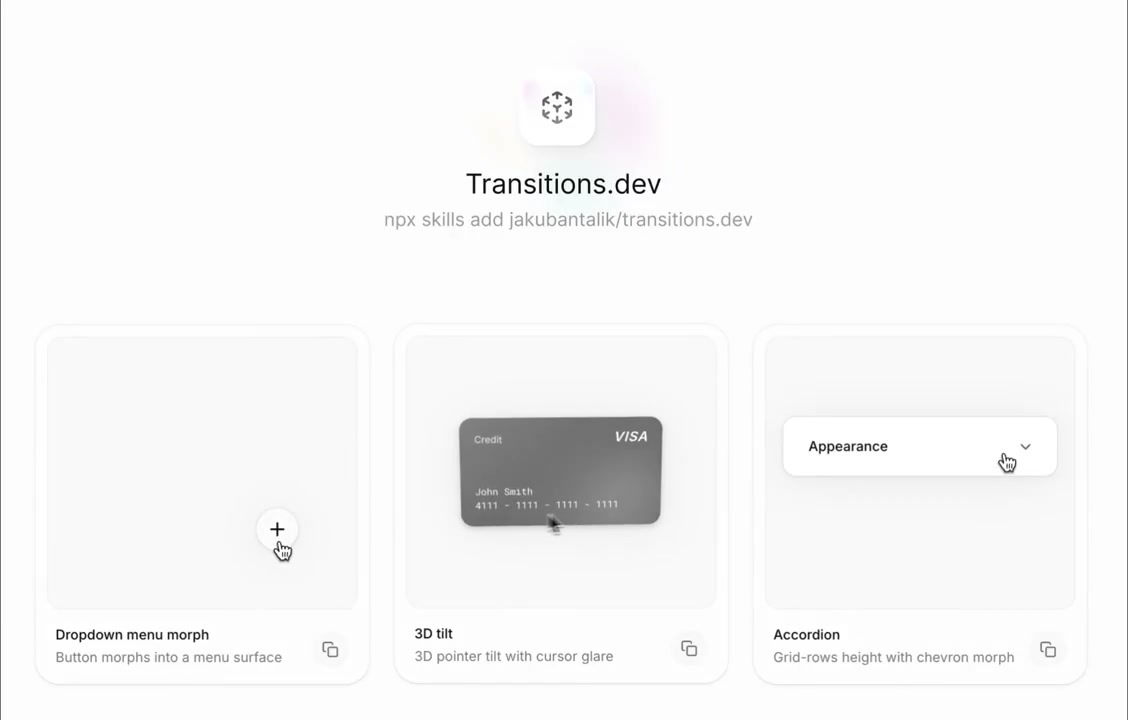 Transitions.dev
npx skills add jakubantalik/transitions.dev
Credit
VISA
John Smith
4111 - 1111 - 1111 - 1111
Appearance
Dropdown menu morph
Button morphs into a menu surface
3D tilt
3D pointer tilt with cursor glare
Accordion
Grid-rows height with chevron morph